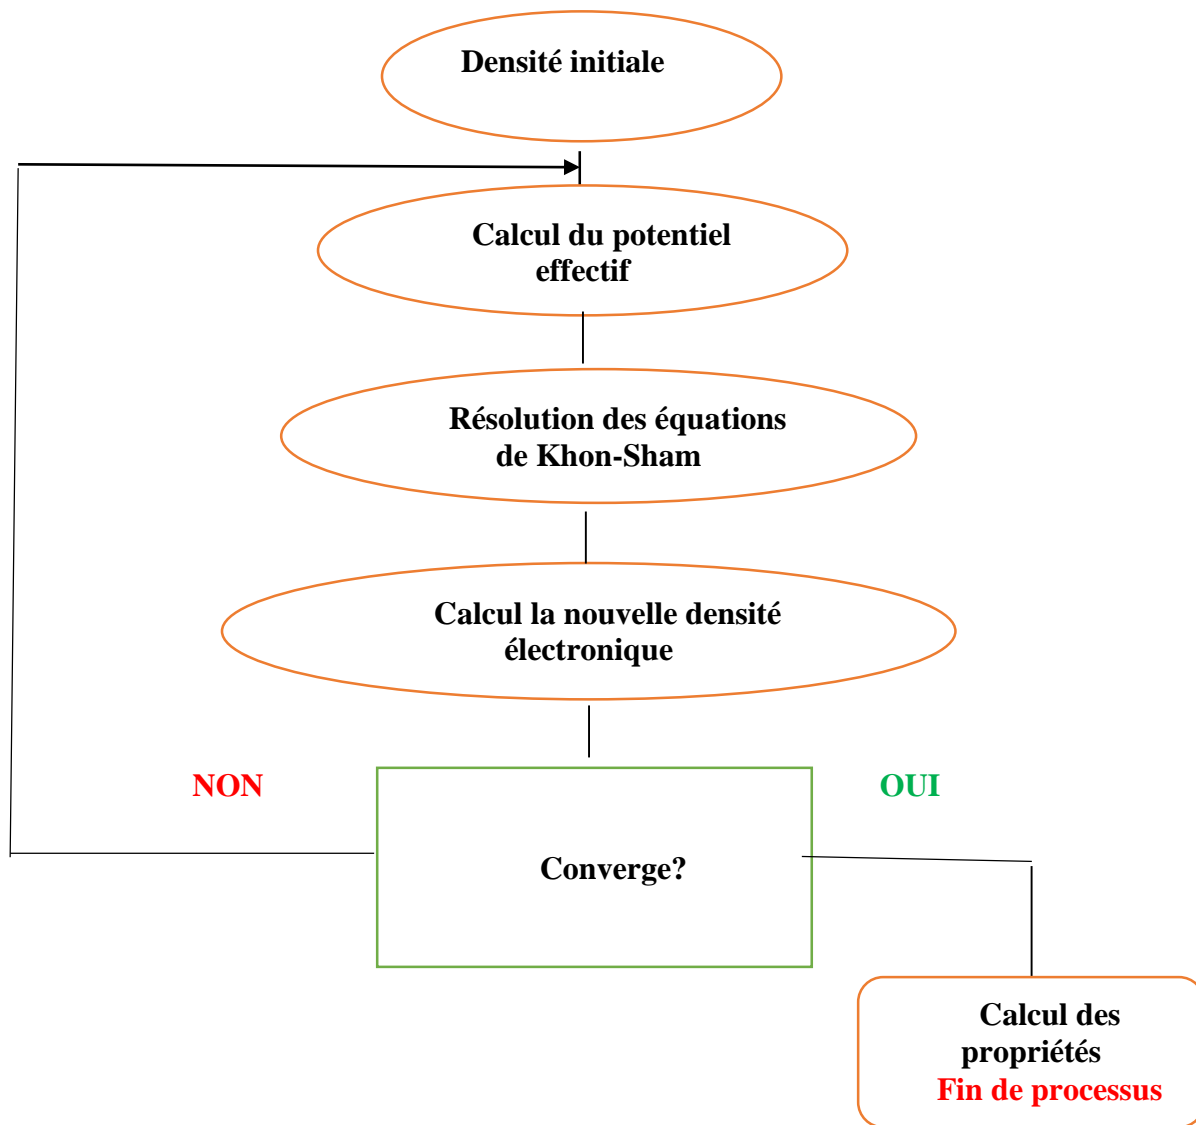 Densité initiale
Calcul du potentiel
effectif
Résolution des équations
de Khon-Sham
Calcul la nouvelle densité
électronique
NON
OUI
Converge?
Calcul des
propriétés
Fin de processus